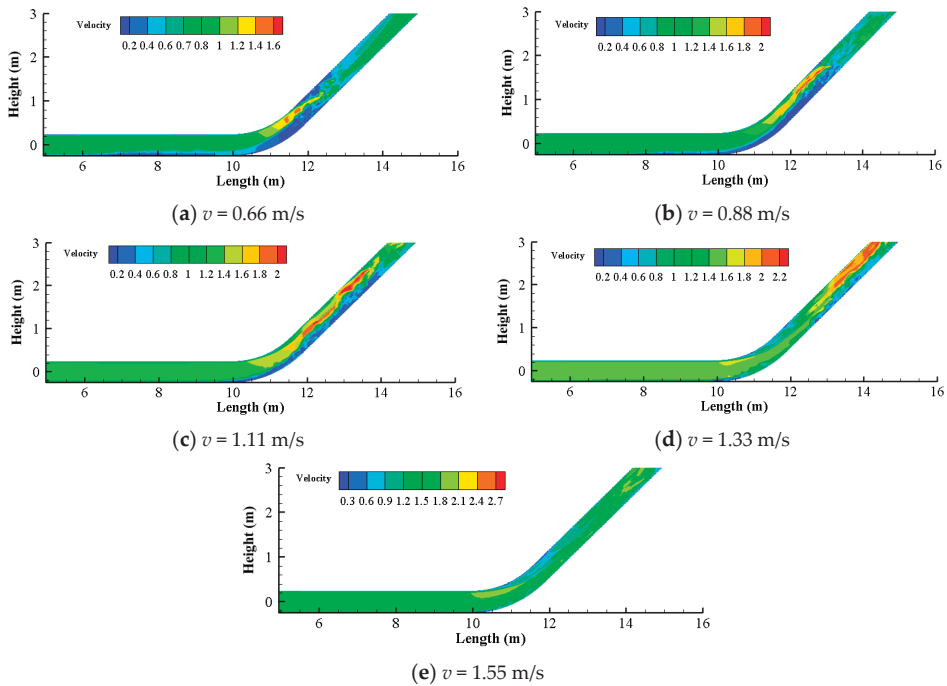 Velocity
0.2 0.4 0.6 0.7 0.8 1 1.2 1.4 1.6
3
2
1
0
Height (m)
6 8 10 12 14 16
Length (m)
(a) v = 0.66 m/s
Velocity
0.2 0.4 0.6 0.8 1 1.4 1.6 1.8 2
3
2
1
0
Height (m)
6 8 10 12 14 16
Length (m)
(b) v = 0.88 m/s
Velocity
0.2 0.4 0.6 0.8 1 1.2 1.4 1.6 1.8 2
3
2
1
0
Height (m)
6 8 10 12 14 16
Length (m)
(c) v = 1.11 m/s
Velocity
0.2 0.4 0.6 0.8 1 1.2 1.4 1.6 1.8 2 2.2
3
2
1
0
Height (m)
6 8 10 12 14 16
Length (m)
(d) v = 1.33 m/s
Velocity
0.3 0.6 0.9 1.2 1.5 1.8 2.1 2.4 2.7
3
2
1
0
Height (m)
6 8 10 12 14 16
Length (m)
(e) v = 1.55 m/s